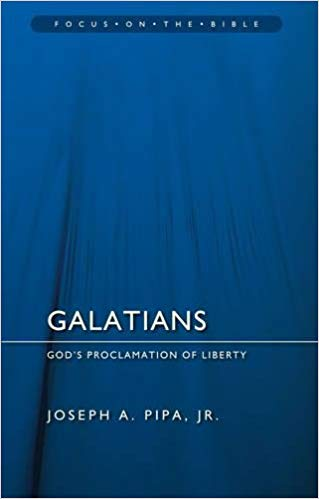 FOCUS•ON•THE•BIBLE
GALATIANS
GOD'S PROCLAMATION OF LIBERTY
JOSEPH A. PIPA, JR.